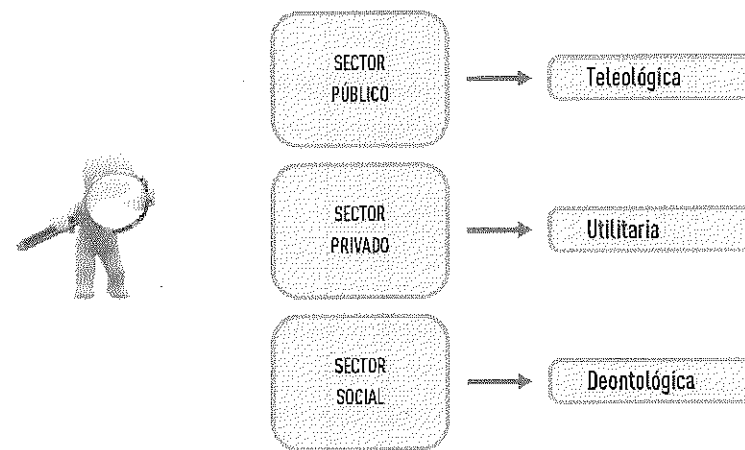 SECTOR
PÚBLICO
Teleológica
SECTOR
PRIVADO
Utilitaria
SECTOR
SOCIAL
Deontológica